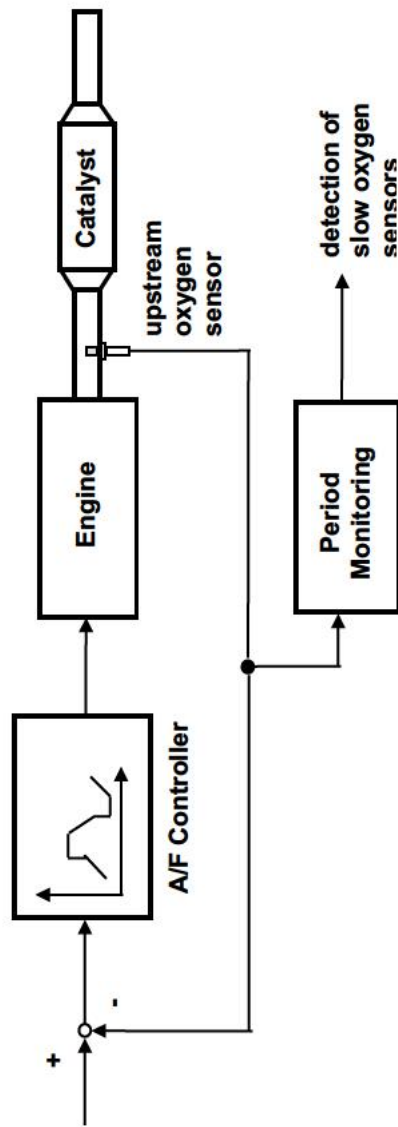 +
-
A/F Controller
Engine
Catalyst
upstream
oxygen
sensor
Period
Monitoring
detection of
slow oxygen
sensors